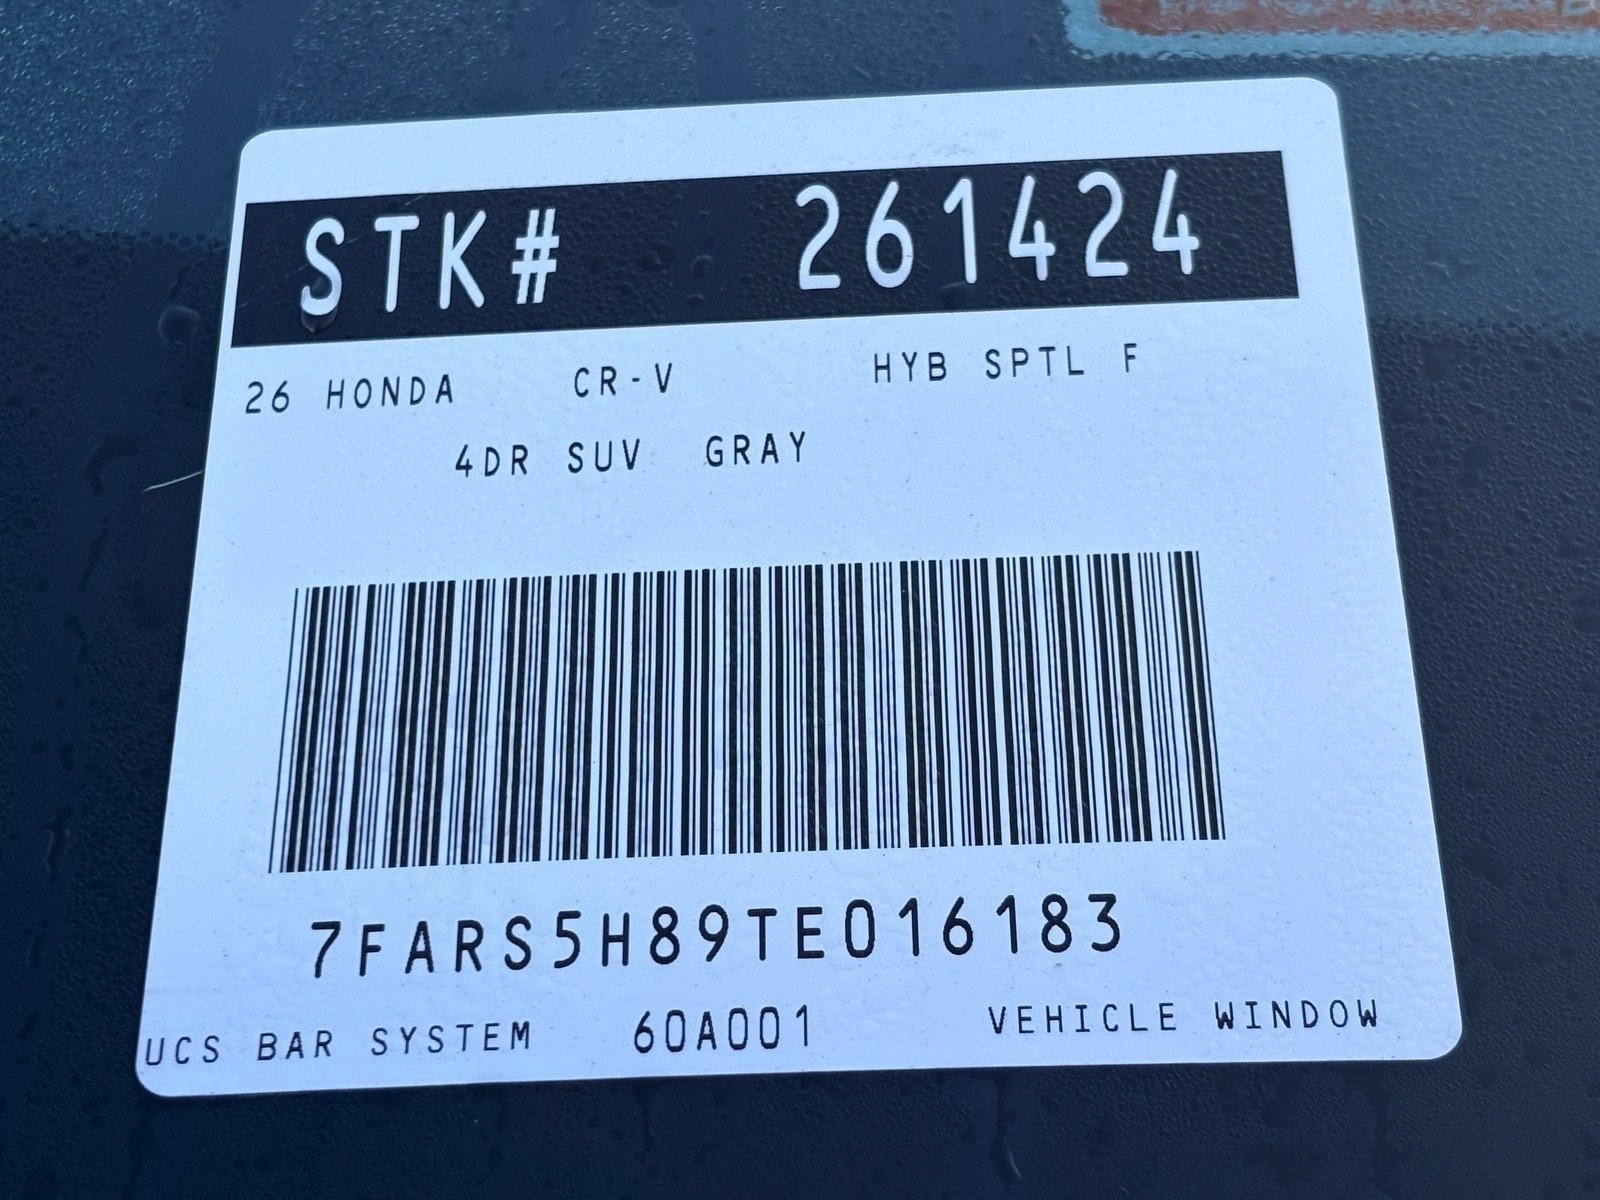 STK# 261424
26 HONDA CR-V HYB SPTL F
4DR SUV GRAY
7FARS5H89TE016183
UCS BAR SYSTEM 60A001 VEHICLE WINDOW